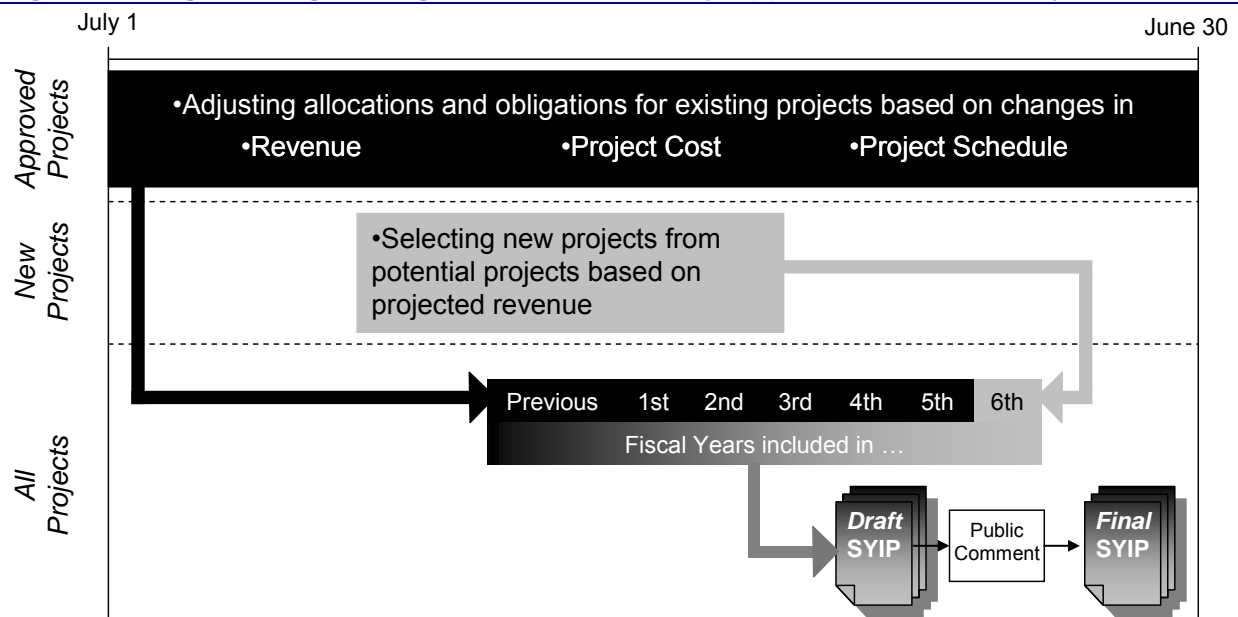 July 1
June 30
Approved
Projects
•Adjusting allocations and obligations for existing projects based on changes in
•Revenue •Project Cost •Project Schedule
New
Projects
•Selecting new projects from
potential projects based on
projected revenue
All
Projects
Previous 1st 2nd 3rd 4th 5th 6th
Fiscal Years included in …
Draft
SYIP
Public
Comment
Final
SYIP